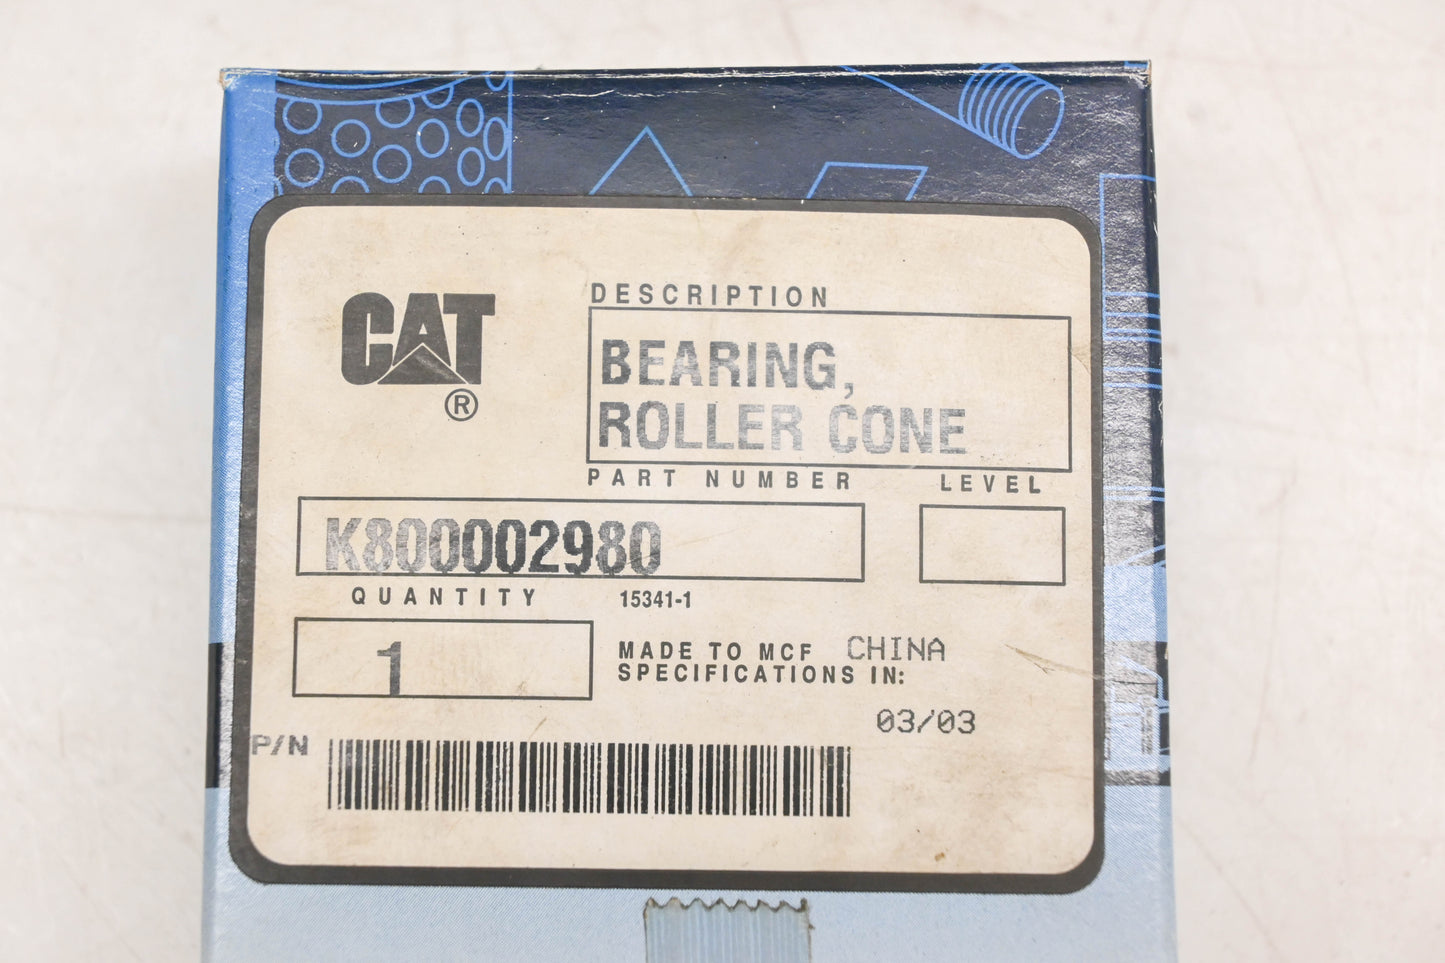 CAT®
DESCRIPTION
BEARING,
ROLLER CONE
PART NUMBER LEVEL
K800002980
QUANTITY 15341-1
1
MADE TO MCF CHINA
SPECIFICATIONS IN:
03/03
P/N